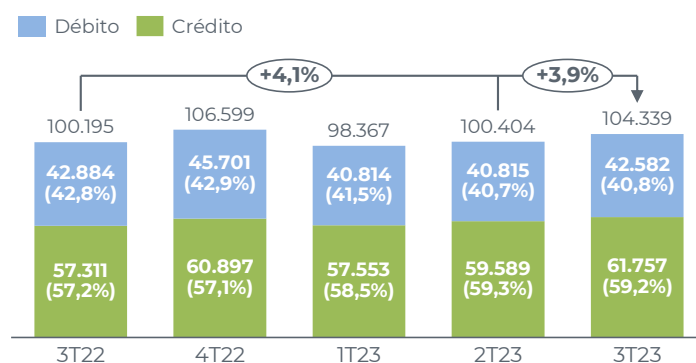 Débito Crédito
+4,1% +3,9%
100.195 106.599 98.367 100.404 104.339
42.884 45.701 40.814 40.815 42.582
(42,8%) (42,9%) (41,5%) (40,7%) (40,8%)
57.311 60.897 57.553 59.589 61.757
(57,2%) (57,1%) (58,5%) (59,3%) (59,2%)
3T22 4T22 1T23 2T23 3T23